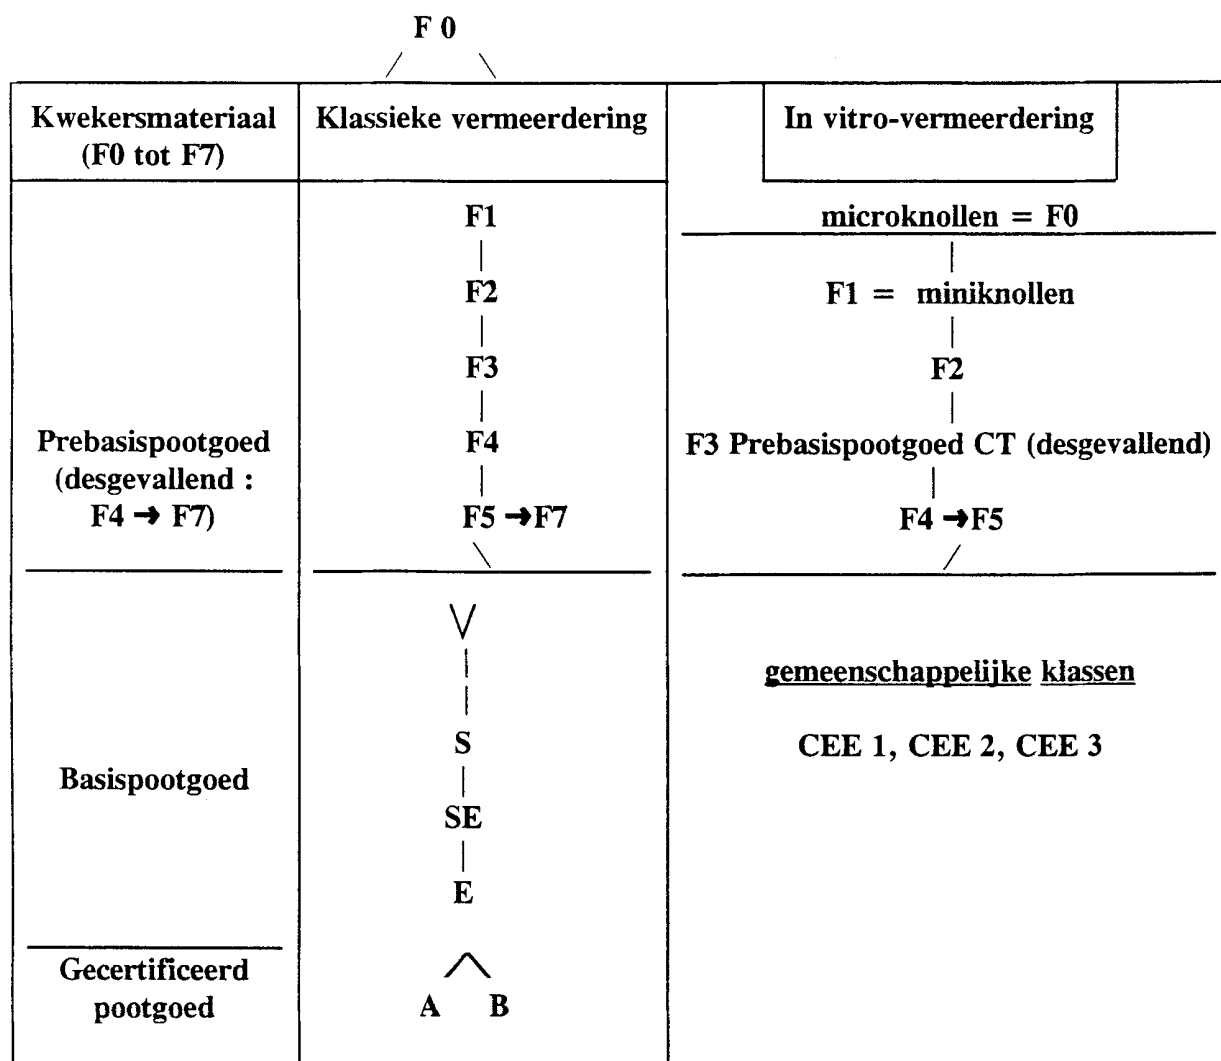 F 0
Kwekersmateriaal
(F0 tot F7)
Klassieke vermeerdering
In vitro-vermeerdering
F1
microknollen = F0
F2
F1 = miniknollen
F3
F2
Prebasispootgoed
(desgevallend :
F4 → F7)
F4
F3 Prebasispootgoed CT (desgevallend)
F5 → F7
F4 → F5
gemeenschappelijke klassen
S
CEE 1, CEE 2, CEE 3
Basispootgoed
SE
E
Gecertificeerd
pootgoed
A B